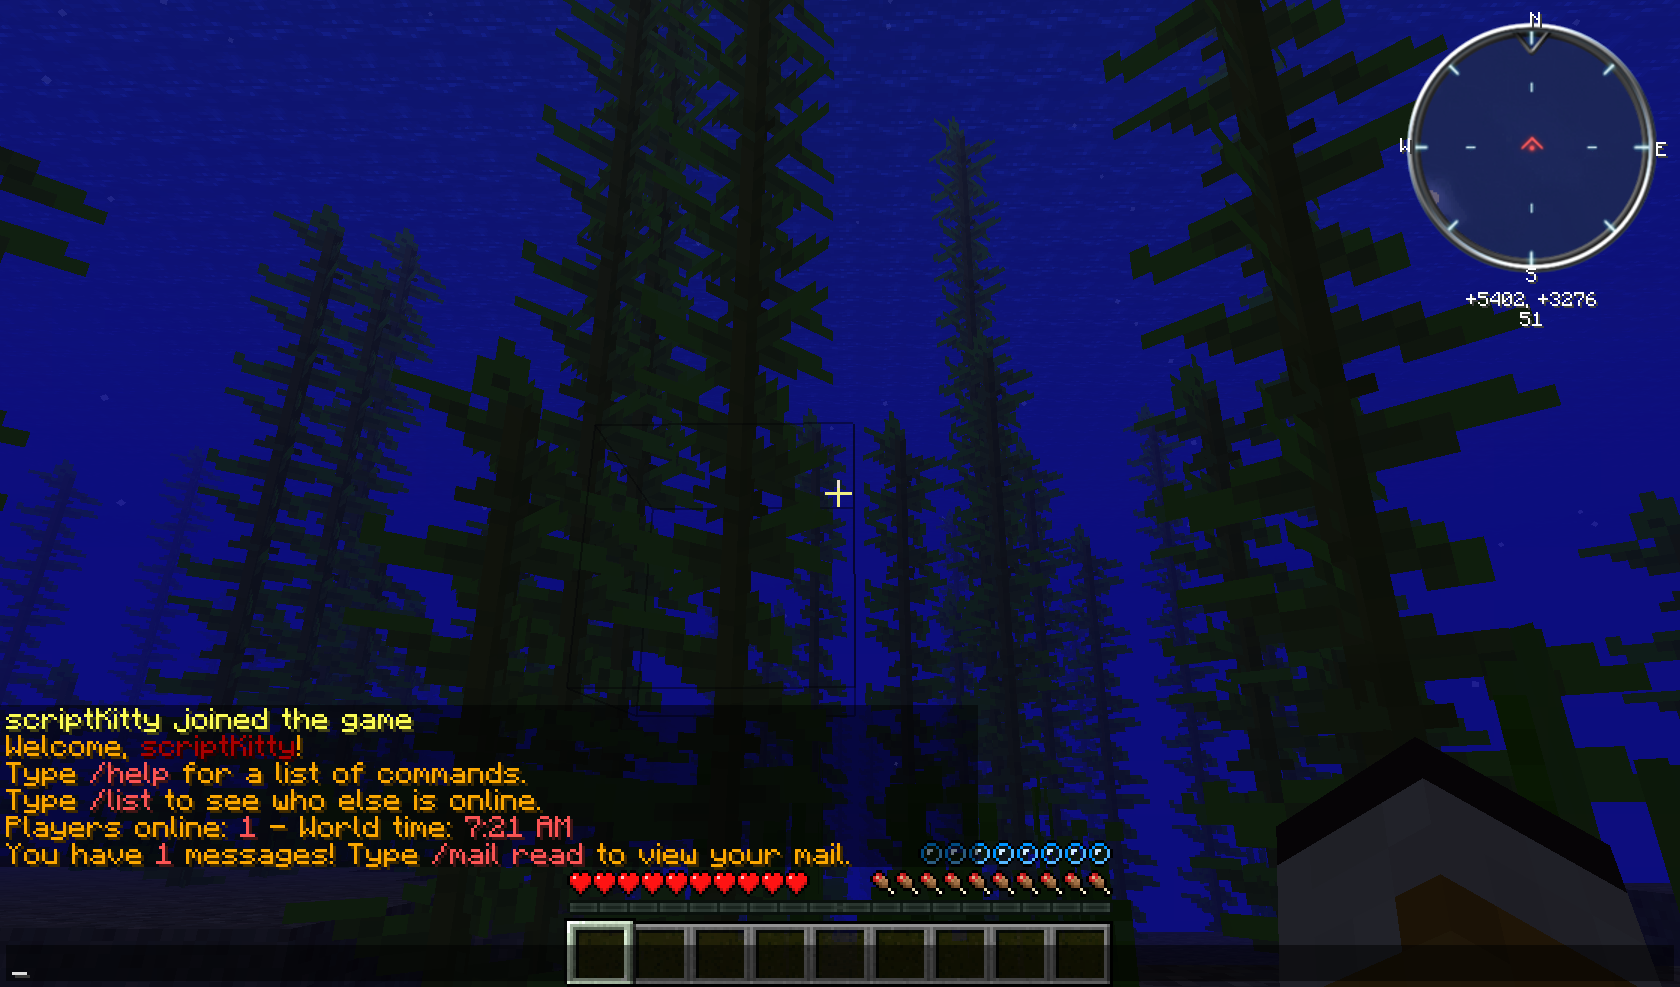 N
W
E
S
+5402, +3276
51
scriptKitty joined the game
Welcome, scriptKitty!
Type /help for a list of commands.
Type /list to see who else is online.
Players online: 1 - World time: 7:21 AM
You have 1 messages! Type /mail read to view your mail.
_